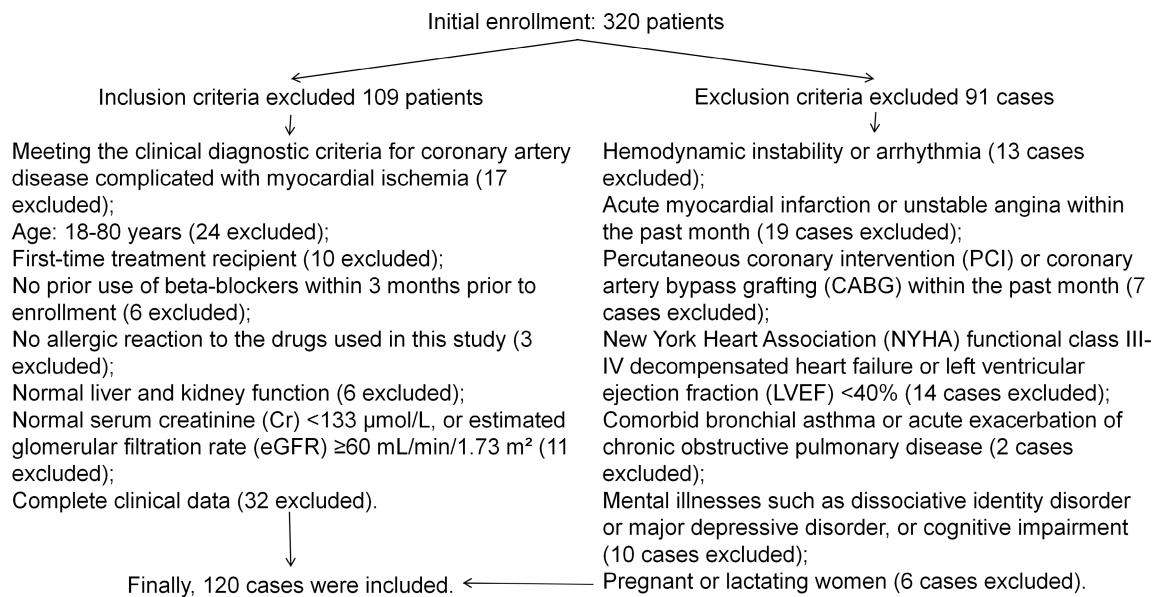 Initial enrollment: 320 patients
Inclusion criteria excluded 109 patients
Meeting the clinical diagnostic criteria for coronary artery
disease complicated with myocardial ischemia (17
excluded);
Age: 18-80 years (24 excluded);
First-time treatment recipient (10 excluded);
No prior use of beta-blockers within 3 months prior to
enrollment (6 excluded);
No allergic reaction to the drugs used in this study (3
excluded);
Normal liver and kidney function (6 excluded);
Normal serum creatinine (Cr) <133 μmol/L, or estimated
glomerular filtration rate (eGFR) ≥60 mL/min/1.73 m² (11
excluded);
Complete clinical data (32 excluded).
Exclusion criteria excluded 91 cases
Hemodynamic instability or arrhythmia (13 cases
excluded);
Acute myocardial infarction or unstable angina within
the past month (19 cases excluded);
Percutaneous coronary intervention (PCI) or coronary
artery bypass grafting (CABG) within the past month (7
cases excluded);
New York Heart Association (NYHA) functional class III-
IV decompensated heart failure or left ventricular
ejection fraction (LVEF) <40% (14 cases excluded);
Comorbid bronchial asthma or acute exacerbation of
chronic obstructive pulmonary disease (2 cases
excluded);
Mental illnesses such as dissociative identity disorder
or major depressive disorder, or cognitive impairment
(10 cases excluded);
Pregnant or lactating women (6 cases excluded).
Finally, 120 cases were included.